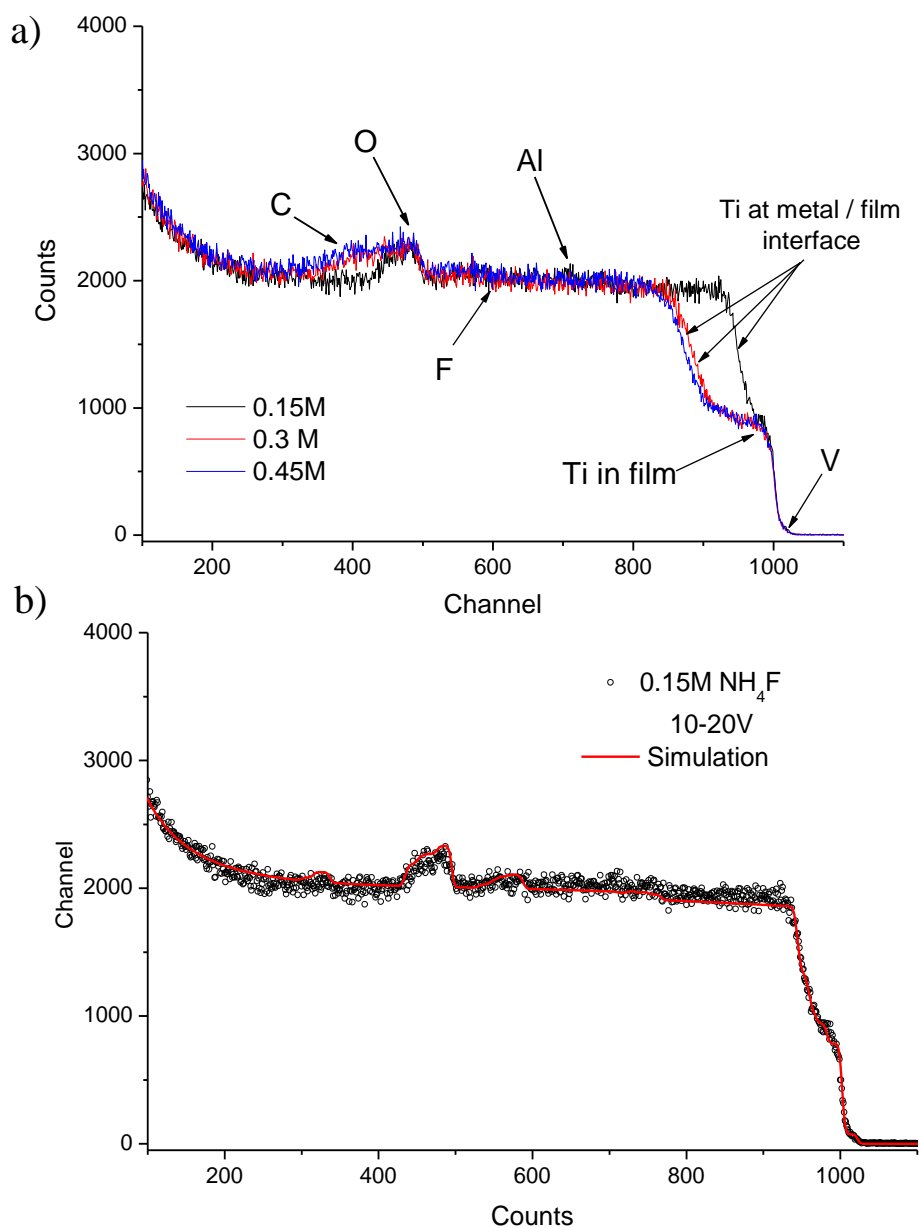 a)
4000
3000
2000
1000
0
Counts
C
O
Al
F
Ti at metal / film
interface
0.15M
0.3 M
0.45M
Ti in film
V
200
400
600
800
1000
Channel
b)
4000
3000
2000
1000
0
Channel
0.15M NH4F
10-20V
Simulation
200
400
600
800
1000
Counts